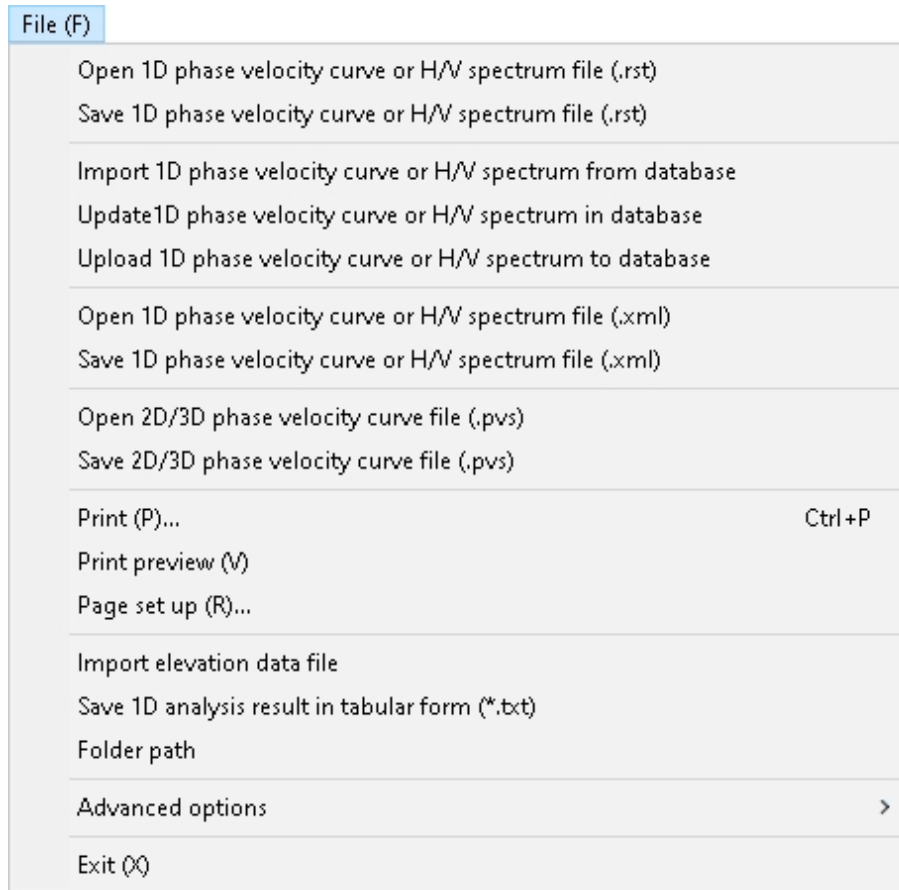 File (F)
Open 1D phase velocity curve or H/V spectrum file (.rst)
Save 1D phase velocity curve or H/V spectrum file (.rst)
Import 1D phase velocity curve or H/V spectrum from database
Update1D phase velocity curve or H/V spectrum in database
Upload 1D phase velocity curve or H/V spectrum to database
Open 1D phase velocity curve or H/V spectrum file (.xml)
Save 1D phase velocity curve or H/V spectrum file (.xml)
Open 2D/3D phase velocity curve file (.pvs)
Save 2D/3D phase velocity curve file (.pvs)
Print (P)... Ctrl+P
Print preview (V)
Page set up (R)...
Import elevation data file
Save 1D analysis result in tabular form (*.txt)
Folder path
Advanced options
Exit (X)